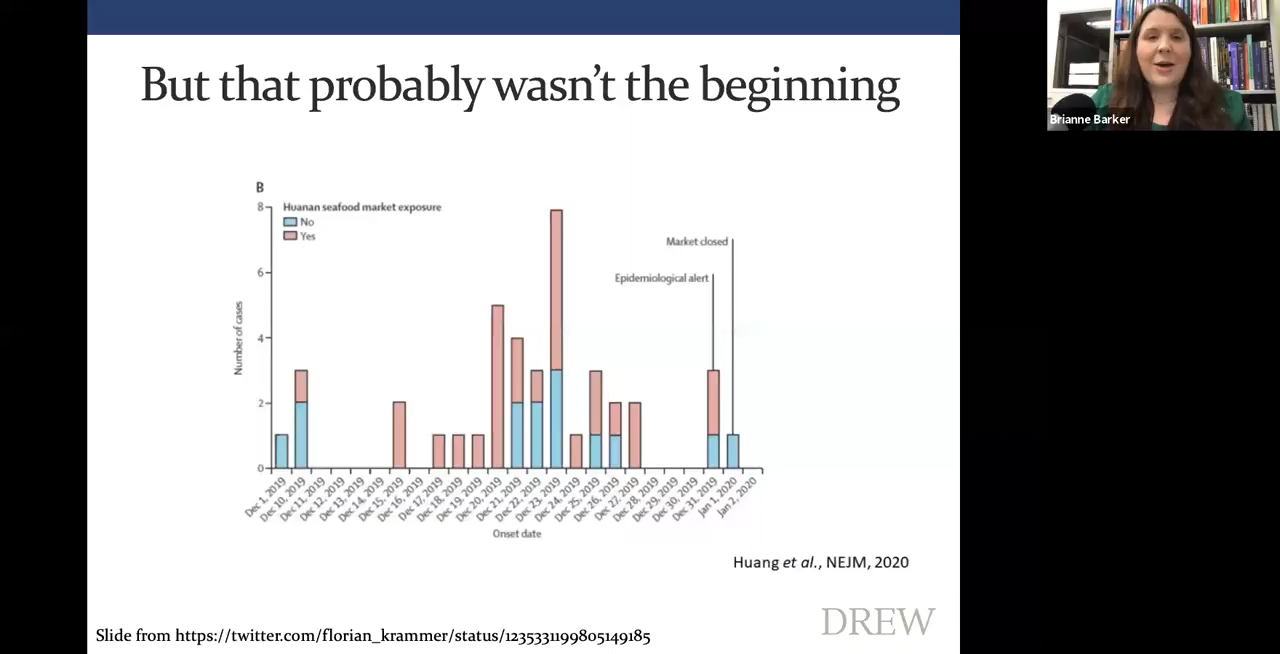 But that probably wasn't the beginning
Brianne Barker
B
Huanan seafood market exposure
No
Yes
8
6
4
2
0
Number of cases
Market closed
Epidemiological alert
Dec 1, 2019
Dec 10, 2019
Dec 11, 2019
Dec 12, 2019
Dec 13, 2019
Dec 14, 2019
Dec 15, 2019
Dec 16, 2019
Dec 17, 2019
Dec 18, 2019
Dec 19, 2019
Dec 20, 2019
Dec 21, 2019
Dec 22, 2019
Dec 23, 2019
Dec 24, 2019
Dec 25, 2019
Dec 26, 2019
Dec 27, 2019
Dec 28, 2019
Dec 29, 2019
Dec 30, 2019
Dec 31, 2019
Jan 1, 2020
Jan 2, 2020
Onset date
Huang et al., NEJM, 2020
DREW
Slide from https://twitter.com/florian_krammer/status/1235331199805149185